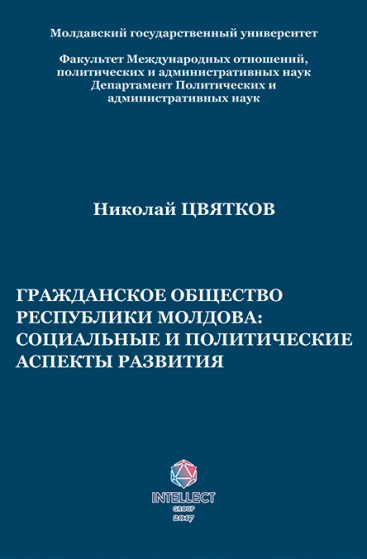 Молдавский государственный университет
Факультет Международных отношений,
политических и административных наук
Департамент Политических и
административных наук
Николай ЦВЯТКОВ
ГРАЖДАНСКОЕ ОБЩЕСТВО
РЕСПУБЛИКИ МОЛДОВА:
СОЦИАЛЬНЫЕ И ПОЛИТИЧЕСКИЕ
АСПЕКТЫ РАЗВИТИЯ
INTELLECT
GROUP
2017